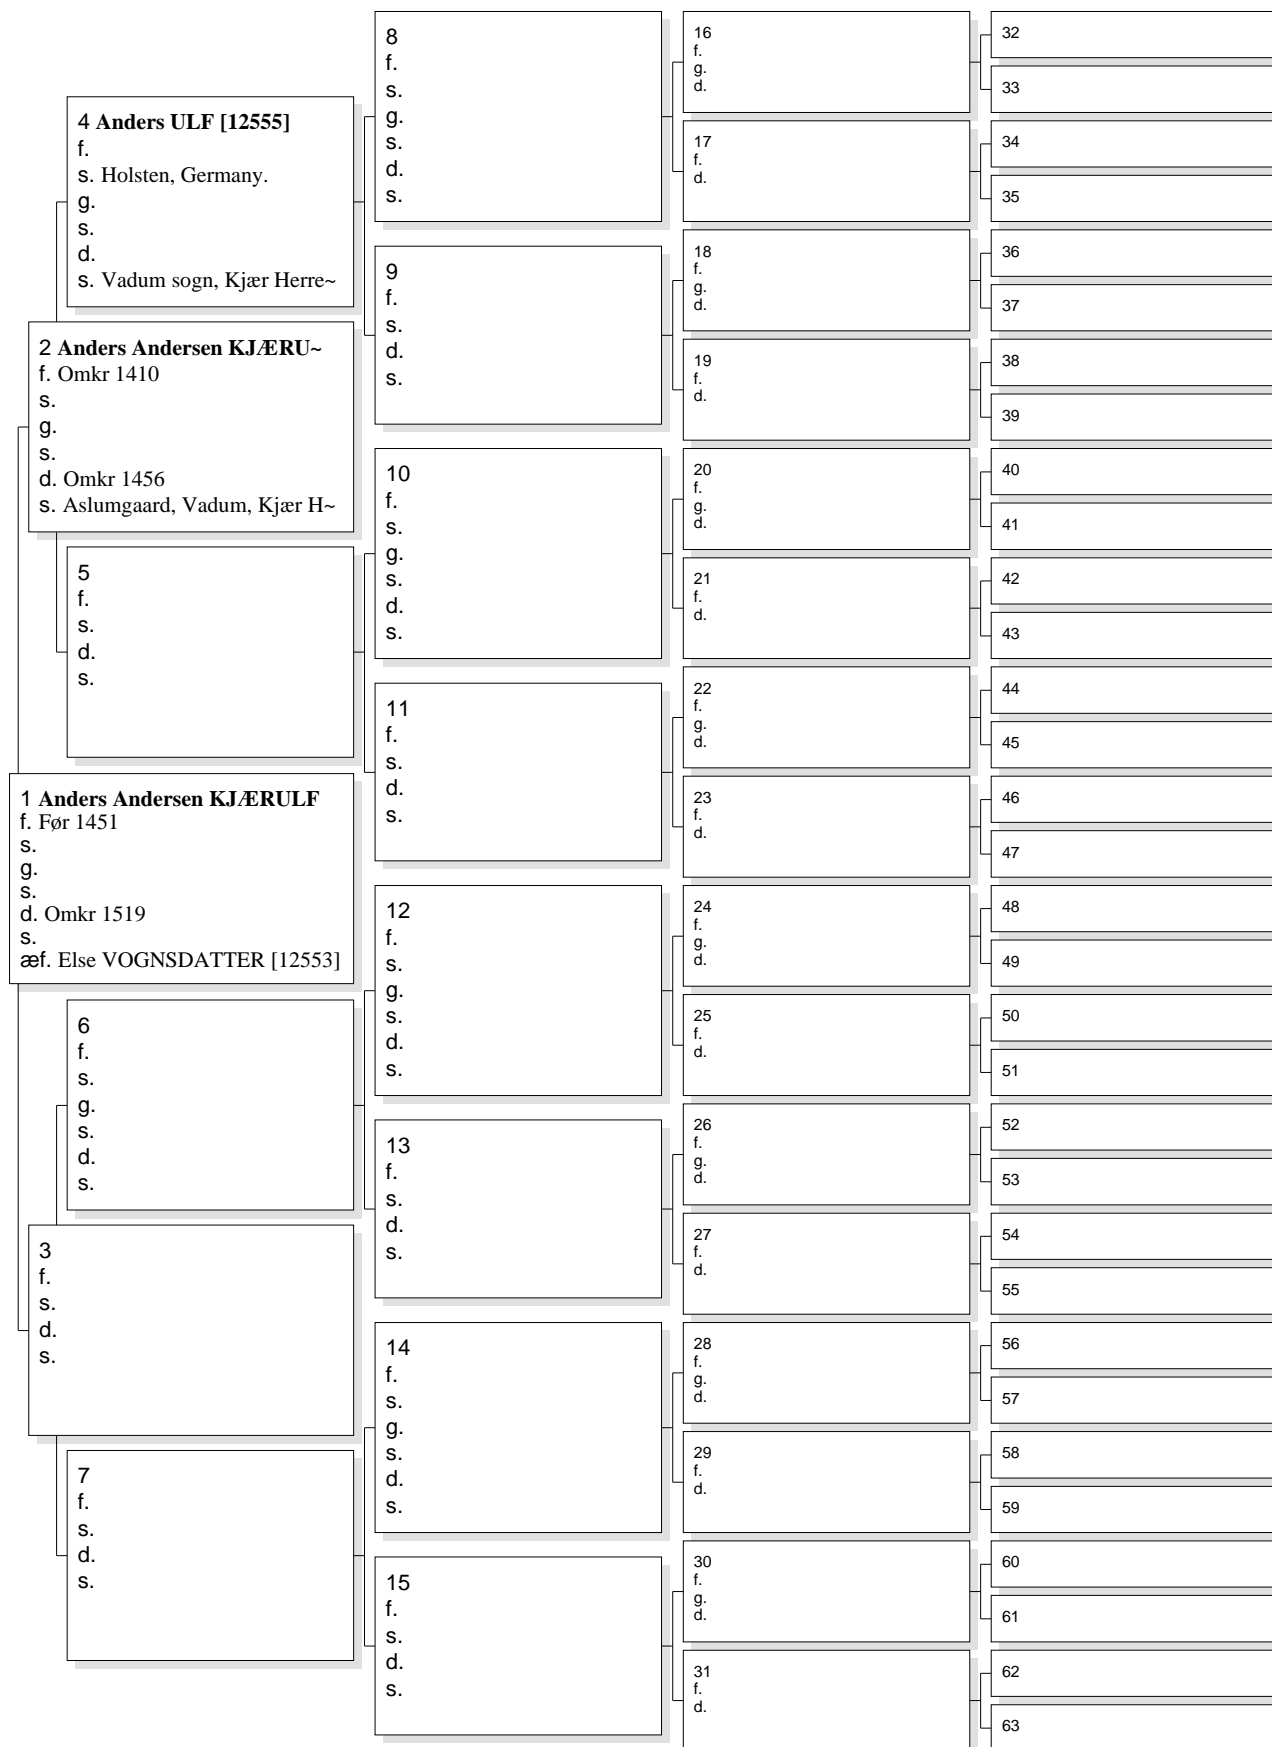 4 Anders ULF [12555]
f.
s. Holsten, Germany.
g.
s.
d.
s. Vadum sogn, Kjær Herre~
2 Anders Andersen KJÆRU~
f. Omkr 1410
s.
g.
s.
d. Omkr 1456
s. Aslumgaard, Vadum, Kjær H~
5
f.
s.
d.
s.
1 Anders Andersen KJÆRULF
f. Før 1451
s.
g.
s.
d. Omkr 1519
s.
æf. Else VOGNSDATTER [12553]
6
f.
s.
g.
s.
d.
s.
3
f.
s.
d.
s.
7
f.
s.
d.
s.
8
f.
s.
g.
s.
d.
s.
9
f.
s.
d.
s.
10
f.
s.
g.
s.
d.
s.
11
f.
s.
d.
s.
12
f.
s.
g.
s.
d.
s.
13
f.
s.
d.
s.
14
f.
s.
g.
s.
d.
s.
15
f.
s.
d.
s.
16
f.
g.
d.
17
f.
d.
18
f.
g.
d.
19
f.
d.
20
f.
g.
d.
21
f.
d.
22
f.
g.
d.
23
f.
d.
24
f.
g.
d.
25
f.
d.
26
f.
g.
d.
27
f.
d.
28
f.
g.
d.
29
f.
d.
30
f.
g.
d.
31
f.
d.
32
33
34
35
36
37
38
39
40
41
42
43
44
45
46
47
48
49
50
51
52
53
54
55
56
57
58
59
60
61
62
63